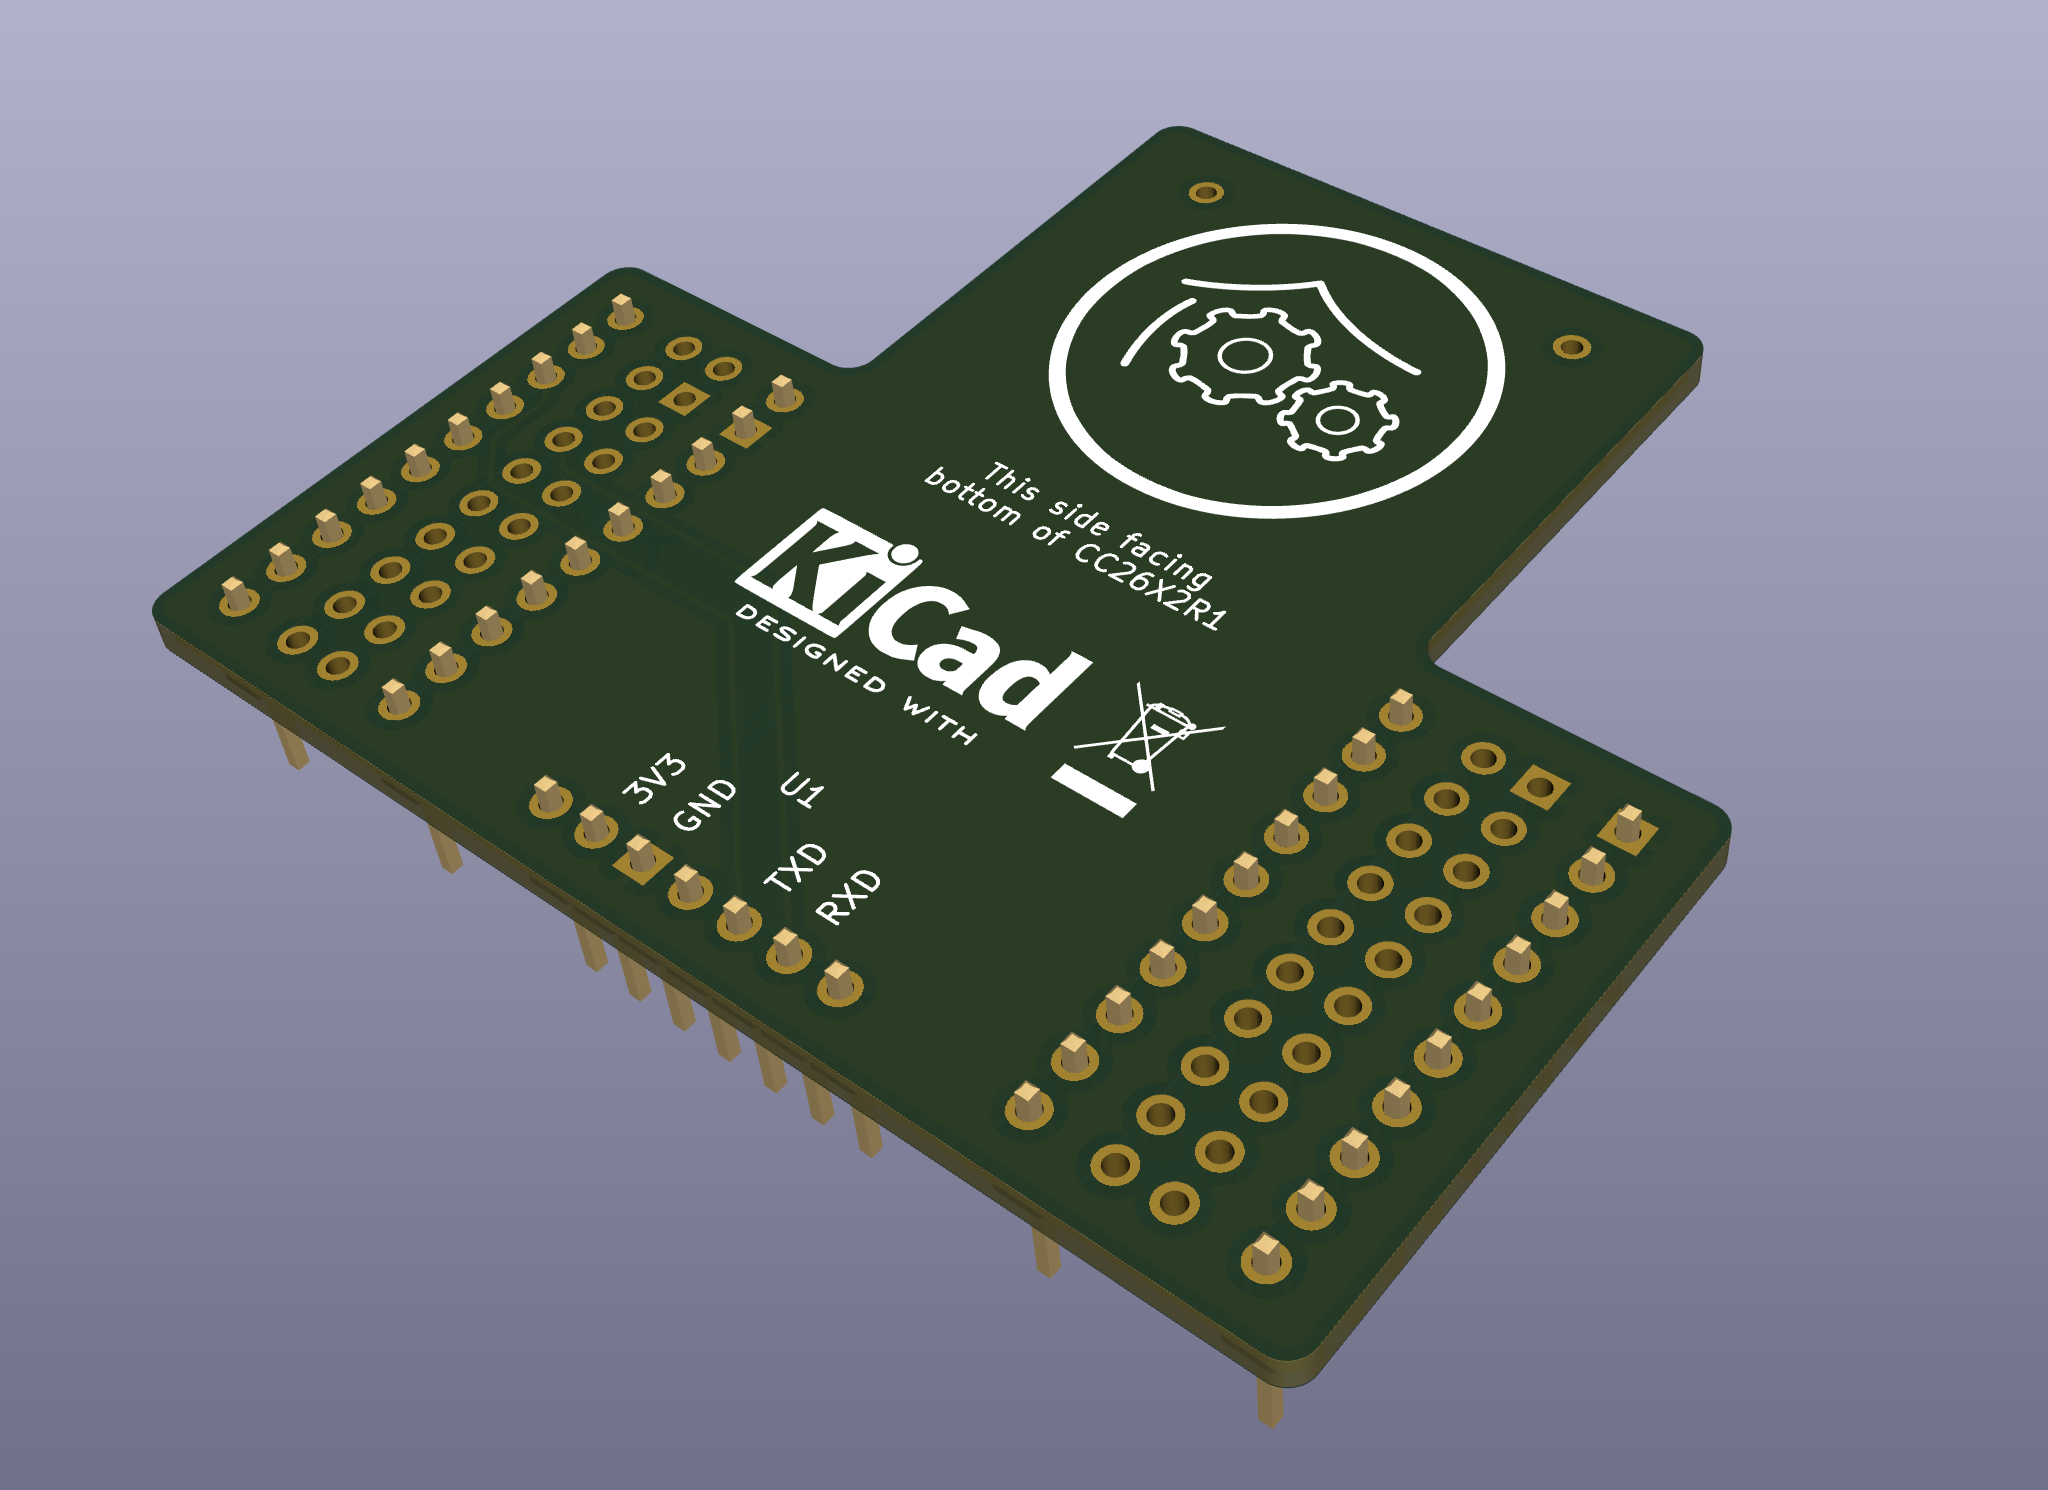 This side facing
bottom of CC26X2R1
KiCad
DESIGNED WITH
3V3
GND
U1
TXD
RXD